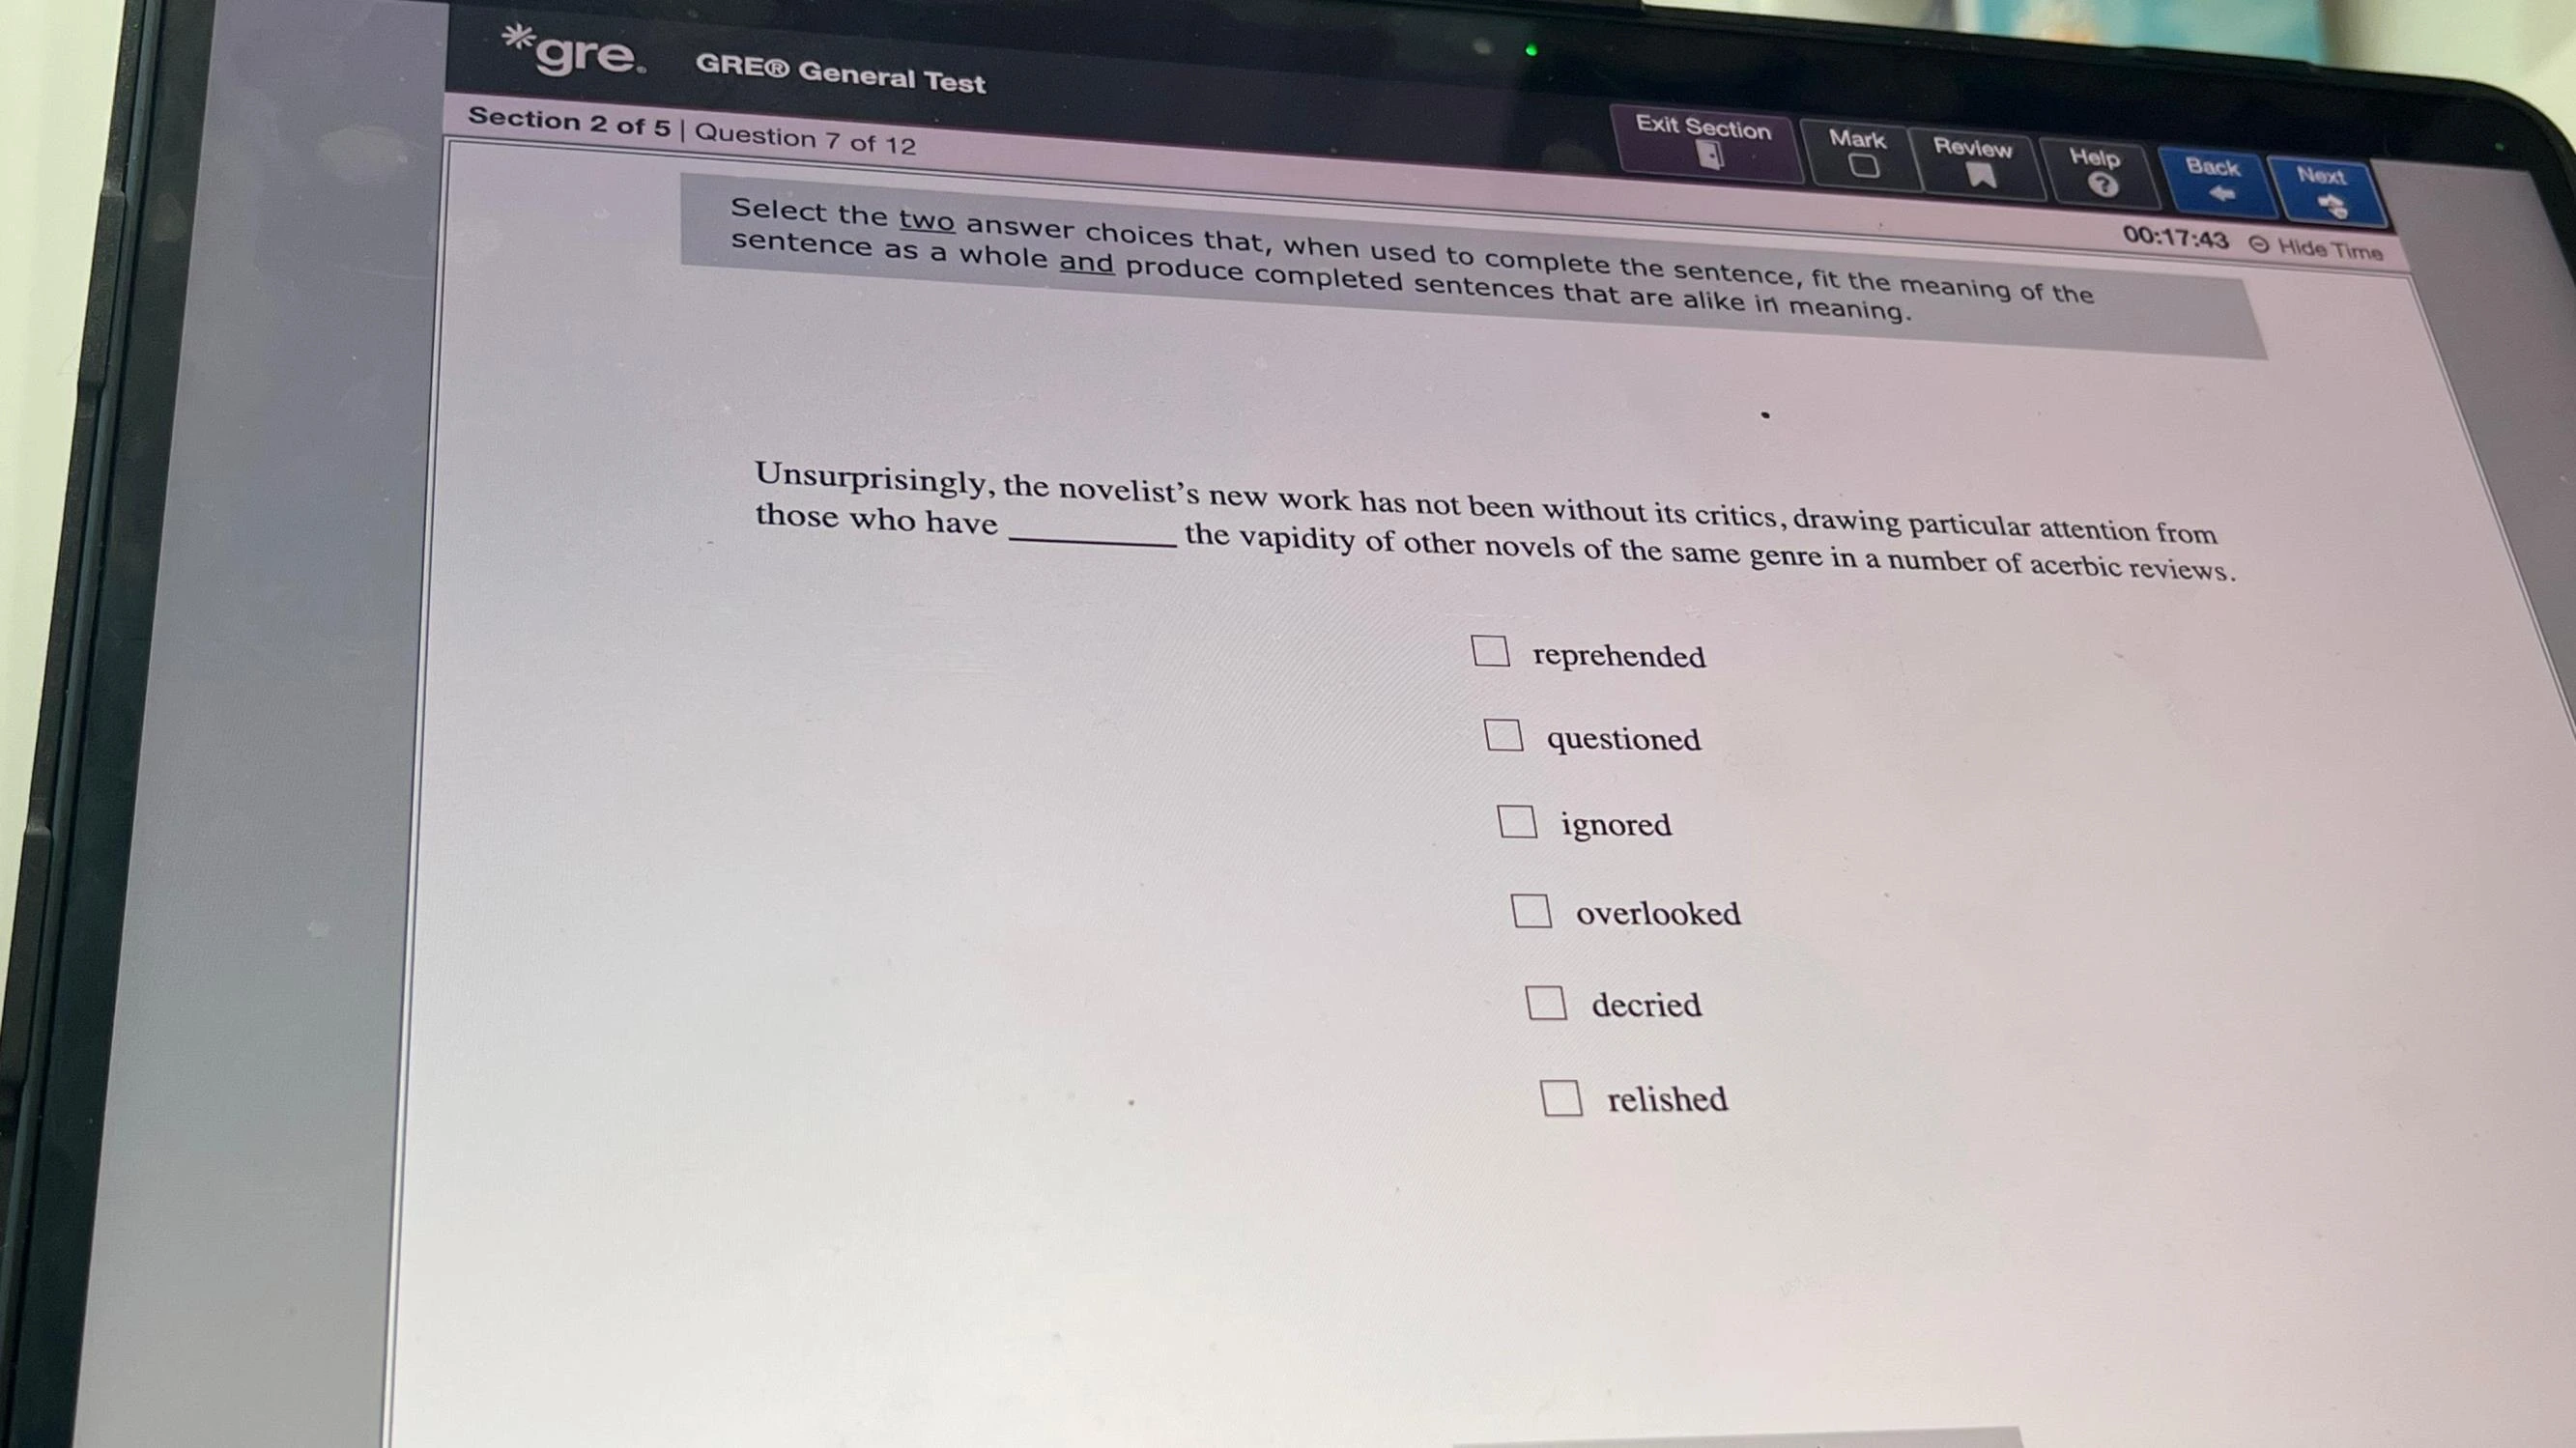 *gre. GRE® General Test
Section 2 of 5 | Question 7 of 12
Exit Section
Mark
Review
Help
Back
Next
00:17:43 Hide Time
Select the two answer choices that, when used to complete the sentence, fit the meaning of the
sentence as a whole and produce completed sentences that are alike in meaning.
Unsurprisingly, the novelist's new work has not been without its critics, drawing particular attention from
those who have __________ the vapidity of other novels of the same genre in a number of acerbic reviews.
reprehended
questioned
ignored
overlooked
decried
relished